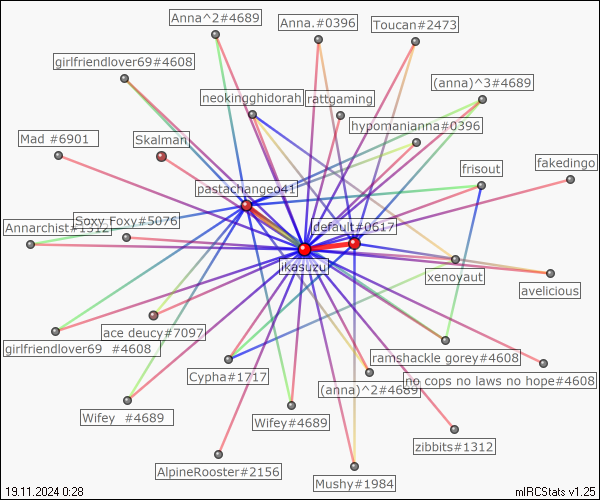 Anna^2#4689
Anna.#0396
Toucan#2473
girlfriendlover69#4608
(anna)^3#4689
neokingghidorah
rattgaming
hypomanianna#0396
Mad #6901
Skalman
frisout
fakedingo
pastachangeo41
Soxy Foxy#5076
Annarchist#1312
default#0617
ikasuzu
xenoyaut
avelicious
ace deucy#7097
girlfriendlover69 #4608
ramshackle gorey#4608
Cypha#1717
no cops no laws no hope#4608
(anna)^2#4689
Wifey #4689
Wifey#4689
zibbits#1312
AlpineRooster#2156
Mushy#1984
19.11.2024 0:28
mIRCStats v1.25